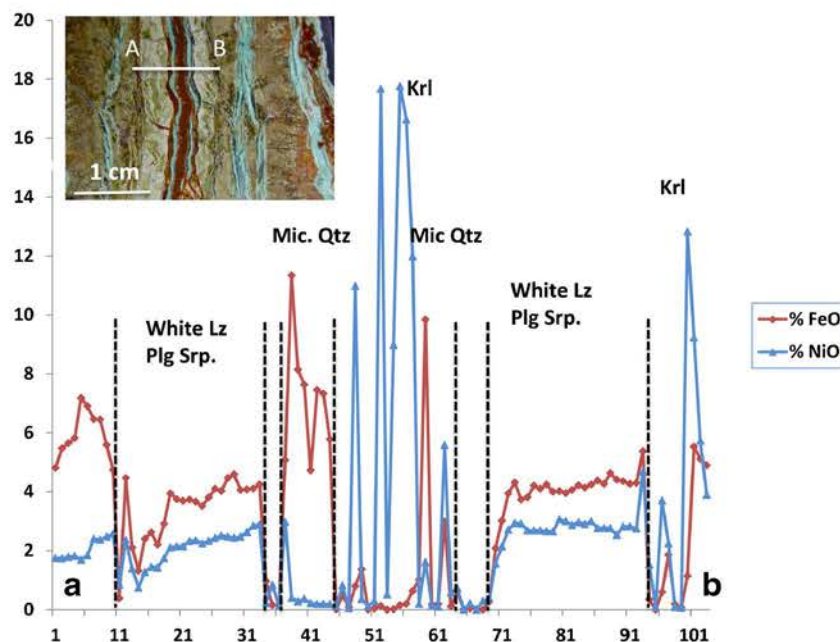 20
18
16
14
12
10
8
6
4
2
0
A B
1 cm
Krl
Krl
Mic. Qtz
Mic Qtz
White Lz
Plg Srp.
White Lz
Plg Srp.
% FeO
% NiO
a
b
1 11 21 31 41 51 61 71 81 91 101